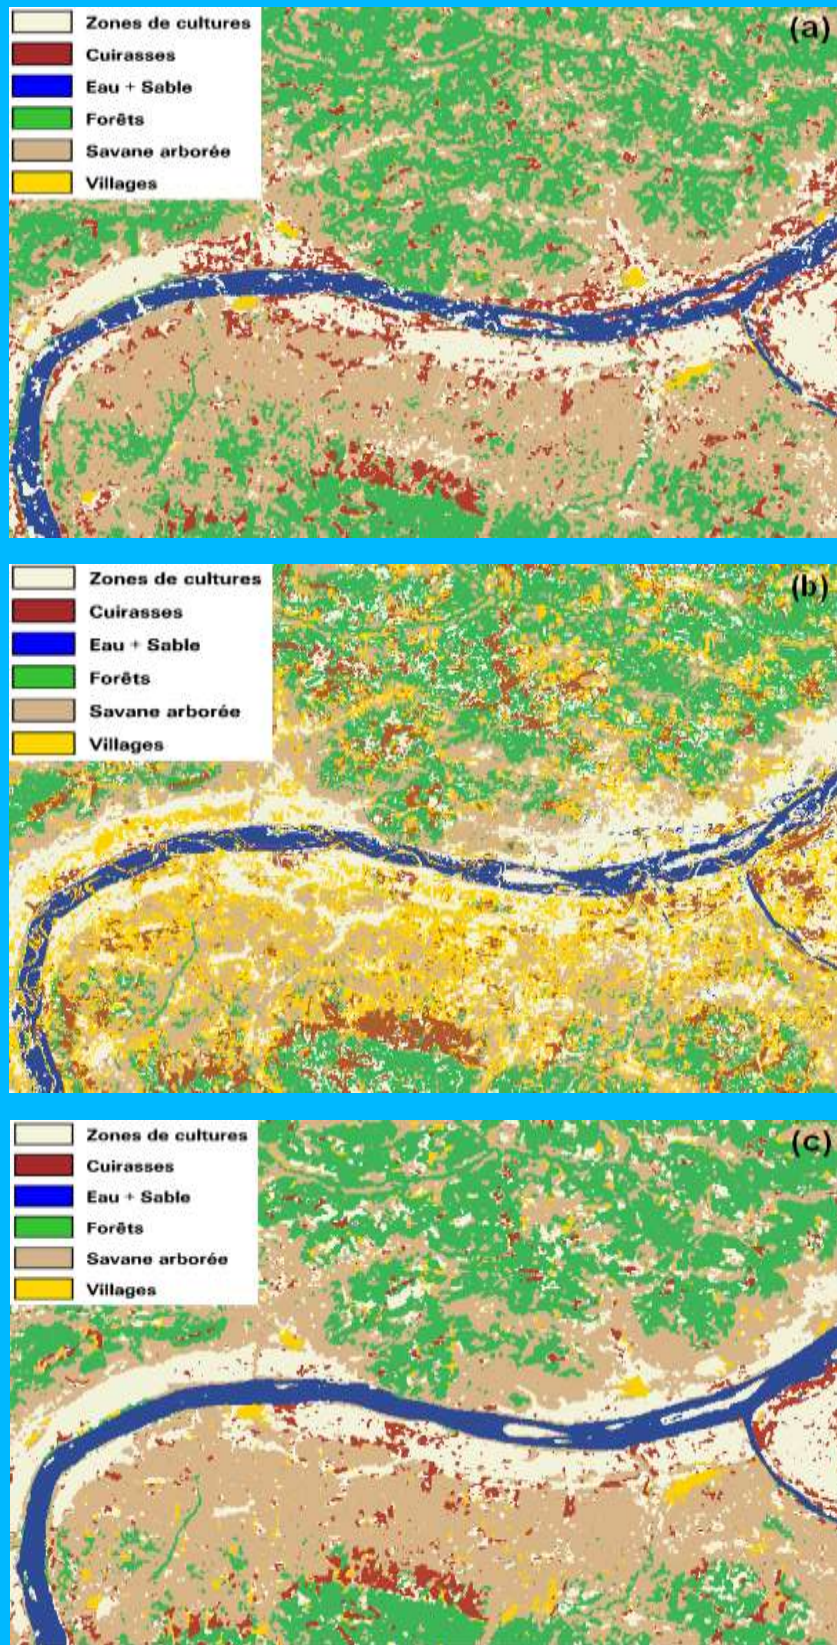 Zones de cultures
Cuirasses
Eau + Sable
Forêts
Savane arborée
Villages
(a)
Zones de cultures
Cuirasses
Eau + Sable
Forêts
Savane arborée
Villages
(b)
Zones de cultures
Cuirasses
Eau + Sable
Forêts
Savane arborée
Villages
(c)